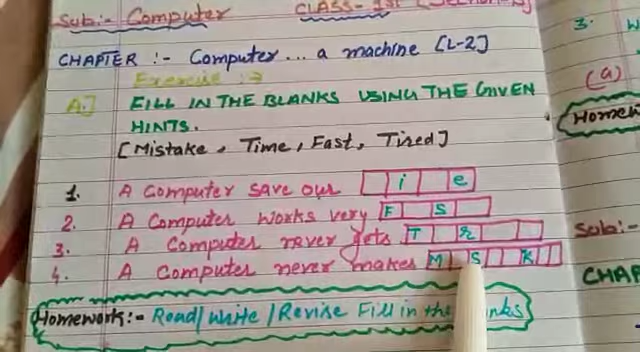 Sub:- Computer CLASS- 1st
CHAPTER :- Computer... a machine [L-2]
Exercise :-
A.] FILL IN THE BLANKS USING THE GIVEN
HINTS.
[Mistake, Time, Fast, Tired]
1. A Computer save our i e
2. A Computer works very F s
3. A Computer never gets T r
4. A Computer never makes M S K
Homework:- Read/Write/Revise Fill in the
3.
(a)
Homew
Sub:-
CHAP